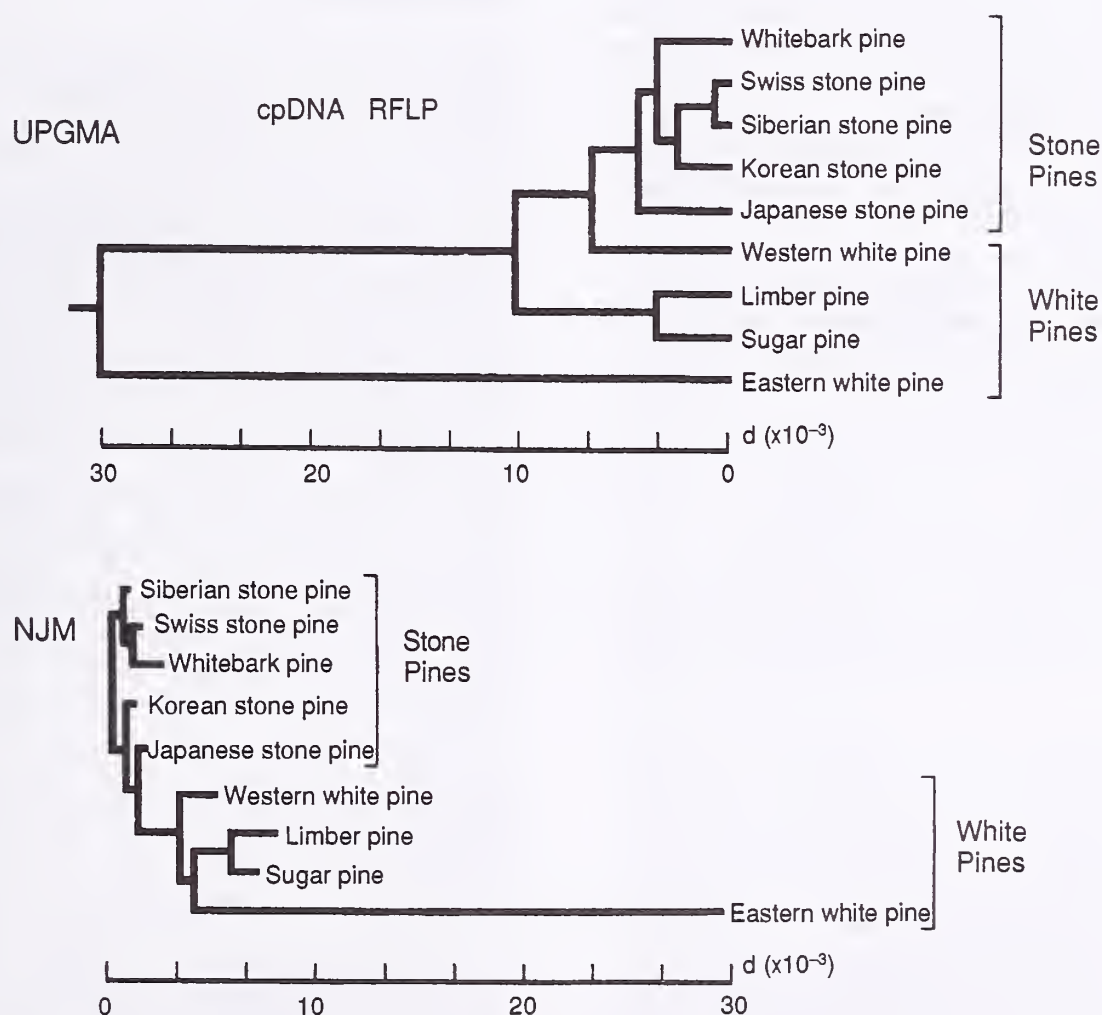 UPGMA
cpDNA RFLP
Whitebark pine
Swiss stone pine
Siberian stone pine
Korean stone pine
Japanese stone pine
Stone
Pines
Western white pine
Limber pine
Sugar pine
Eastern white pine
White
Pines
d (x10⁻³)
30 20 10 0
NJM
Siberian stone pine
Swiss stone pine
Whitebark pine
Korean stone pine
Japanese stone pine
Stone
Pines
Western white pine
Limber pine
Sugar pine
Eastern white pine
White
Pines
d (x10⁻³)
0 10 20 30